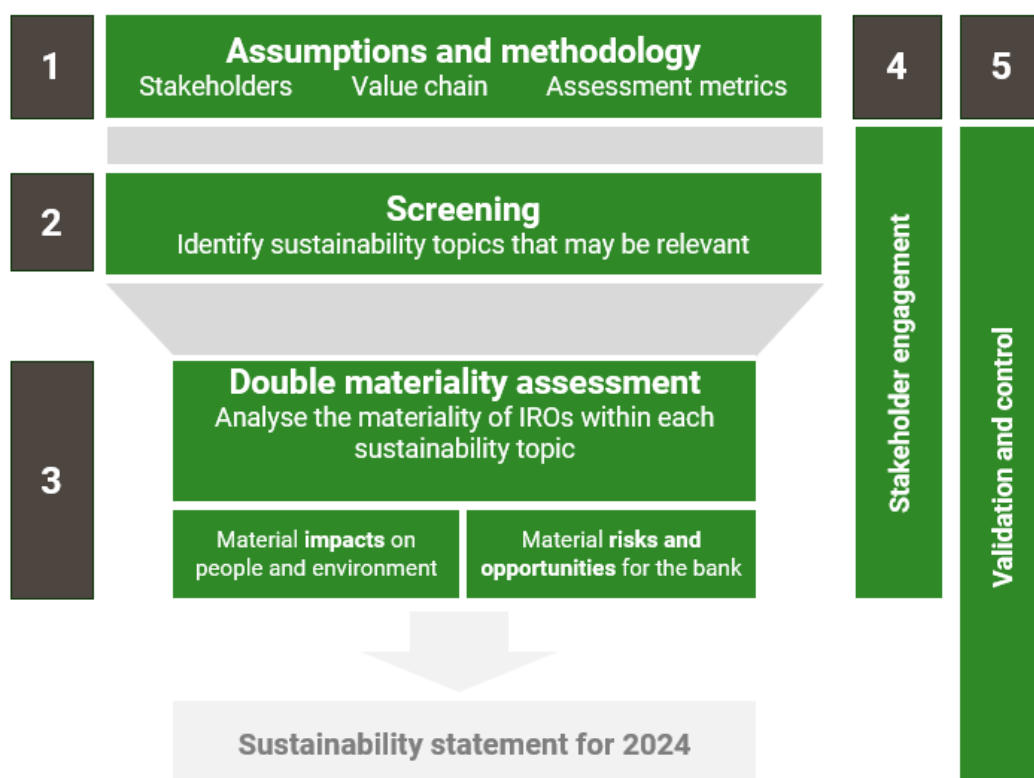 1
Assumptions and methodology
Stakeholders Value chain Assessment metrics
2
Screening
Identify sustainability topics that may be relevant
3
Double materiality assessment
Analyse the materiality of IROs within each
sustainability topic
Material impacts on
people and environment
Material risks and
opportunities for the bank
Sustainability statement for 2024
4
Stakeholder engagement
5
Validation and control